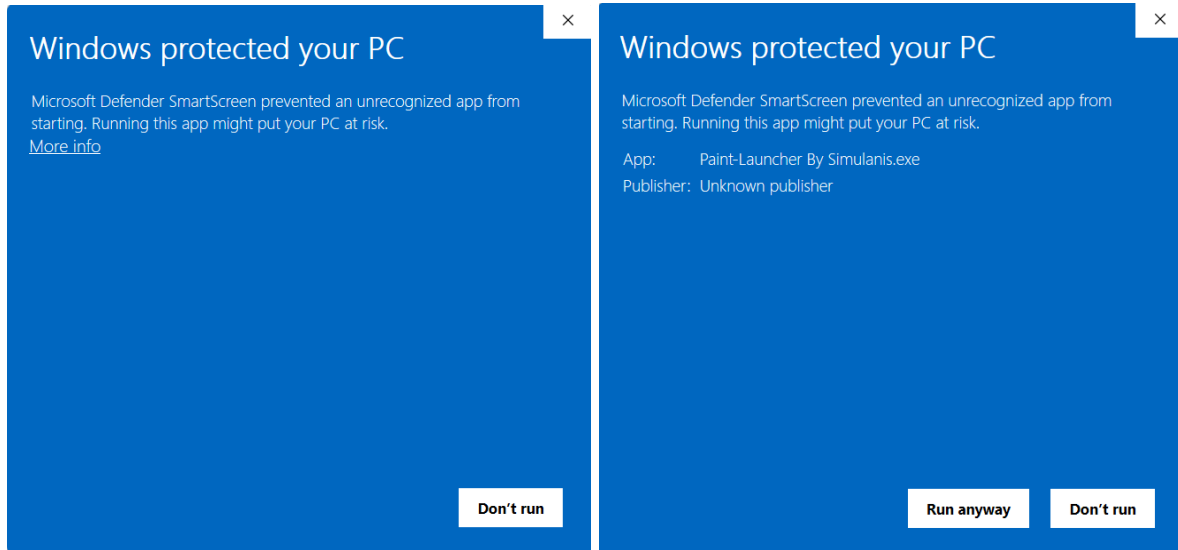 Windows protected your PC
Microsoft Defender SmartScreen prevented an unrecognized app from
starting. Running this app might put your PC at risk.
More info
Don't run
Windows protected your PC
Microsoft Defender SmartScreen prevented an unrecognized app from
starting. Running this app might put your PC at risk.
App: Paint-Launcher By Simulanis.exe
Publisher: Unknown publisher
Run anyway Don't run